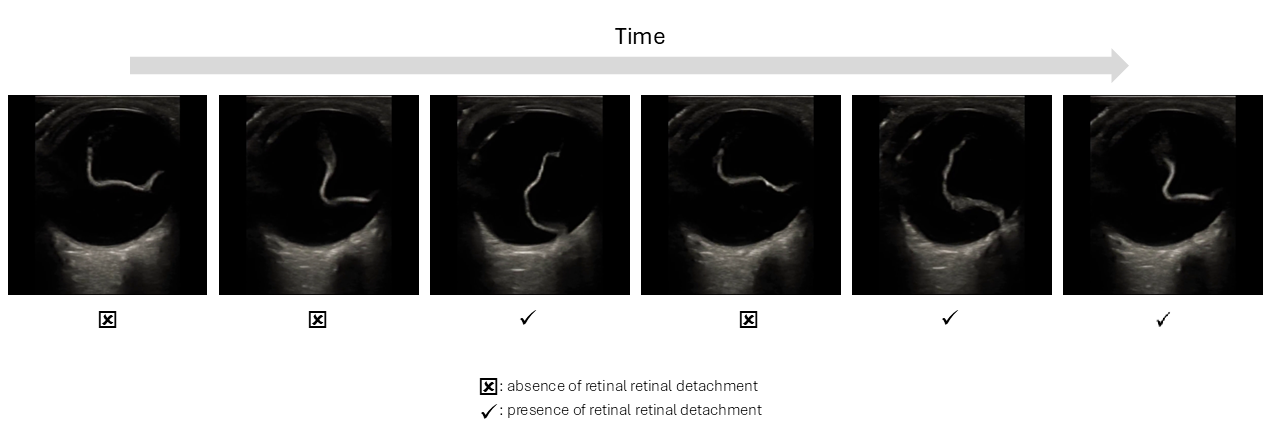 Time
☒ ☒ ✓ ☒ ✓ ✓
☒: absence of retinal retinal detachment
✓: presence of retinal retinal detachment